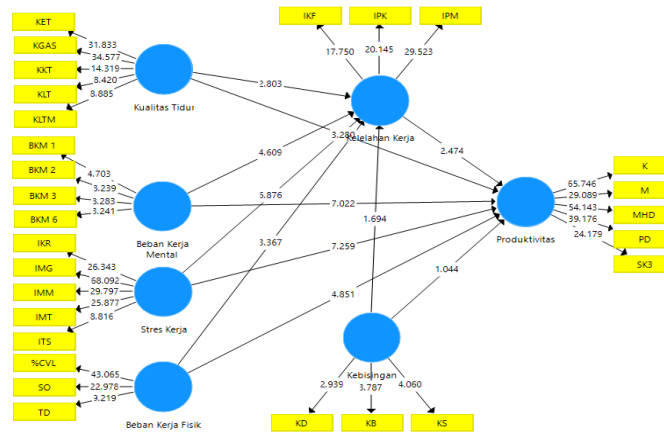 KET
KGAS
KKT
KLT
KLTM
31.833
34.577
14.319
8.420
8.885
Kualitas Tidur
IKF
IPK
IPM
17.750
20.145
29.523
Kelelahan Kerja
2.803
3.280
2.474
BKM 1
BKM 2
BKM 3
BKM 6
4.703
3.239
3.283
3.241
Beban Kerja
Mental
4.609
7.022
K
M
MHD
PD
SK3
65.746
29.089
54.143
39.176
24.179
Produktivitas
IKR
IMG
IMM
IMT
ITS
26.343
68.092
29.797
25.877
8.816
Stres Kerja
5.876
7.259
%CVL
SO
TD
43.065
22.978
9.219
Beban Kerja Fisik
3.367
4.851
1.694
1.044
Kebisingan
2.939
3.787
4.060
KD
KB
KS